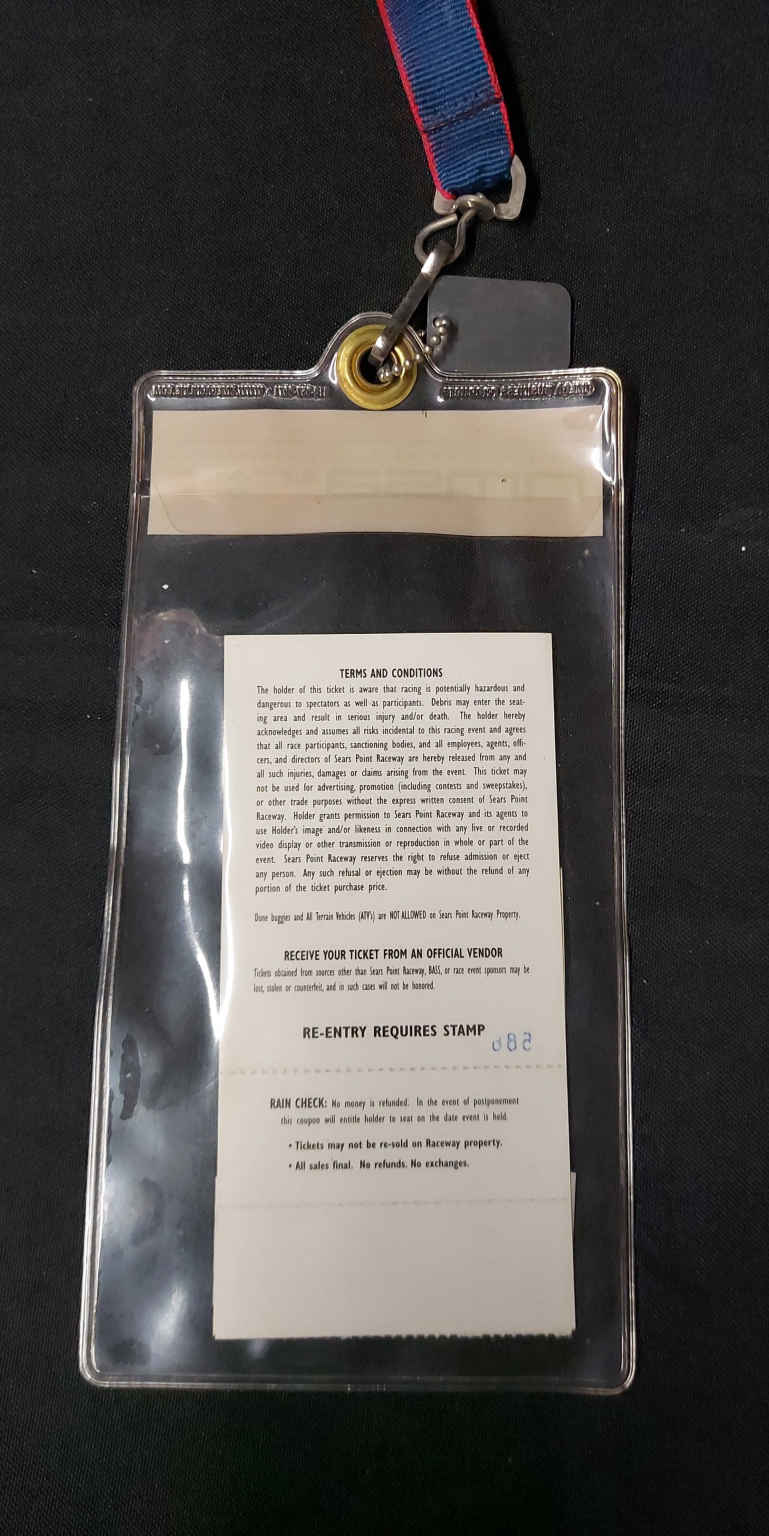 TERMS AND CONDITIONS
The holder of this ticket is aware that racing is potentially hazardous and
dangerous to spectators as well as participants. Debris may enter the seat-
ing area and result in serious injury and/or death. The holder hereby
acknowledges and assumes all risks incidental to this racing event and agrees
that all race participants, sanctioning bodies, and all employees, agents, offi-
cers, and directors of Sears Point Raceway are hereby released from any and
all such injuries, damages or claims arising from the event. This ticket may
not be used for advertising, promotion (including contests and sweepstakes),
or other trade purposes without the express written consent of Sears Point
Raceway. Holder grants permission to Sears Point Raceway and its agents to
use Holder's image and/or likeness in connection with any live or recorded
video display or other transmission or reproduction in whole or part of the
event. Sears Point Raceway reserves the right to refuse admission or eject
any person. Any such refusal or ejection may be without the refund of any
portion of the ticket purchase price.
Dune buggies and All Terrain Vehicles (ATV's) are NOT ALLOWED on Sears Point Raceway Property.
RECEIVE YOUR TICKET FROM AN OFFICIAL VENDOR
Tickets obtained from sources other than Sears Point Raceway, BASS, or race event sponsors may be
lost, stolen or counterfeit, and in such cases will not be honored.
RE-ENTRY REQUIRES STAMP
RAIN CHECK: No money is refunded. In the event of postponement
this coupon will entitle holder to seat on the date event is held.
• Tickets may not be re-sold on Raceway property.
• All sales final. No refunds. No exchanges.